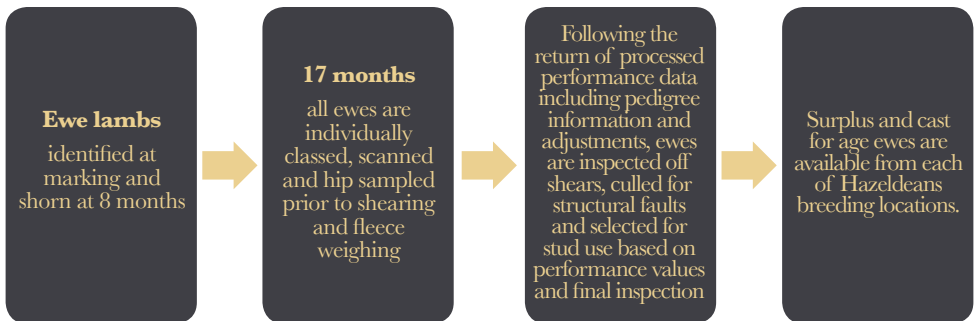 Ewe lambs
identified at
marking and
shorn at 8 months
17 months
all ewes are
individually
classed, scanned
and hip sampled
prior to shearing
and fleece
weighing
Following the
return of processed
performance data
including pedigree
information and
adjustments, ewes
are inspected off
shears, culled for
structural faults
and selected for
stud use based on
performance values
and final inspection
Surplus and cast
for age ewes are
available from each
of Hazeldeans
breeding locations.